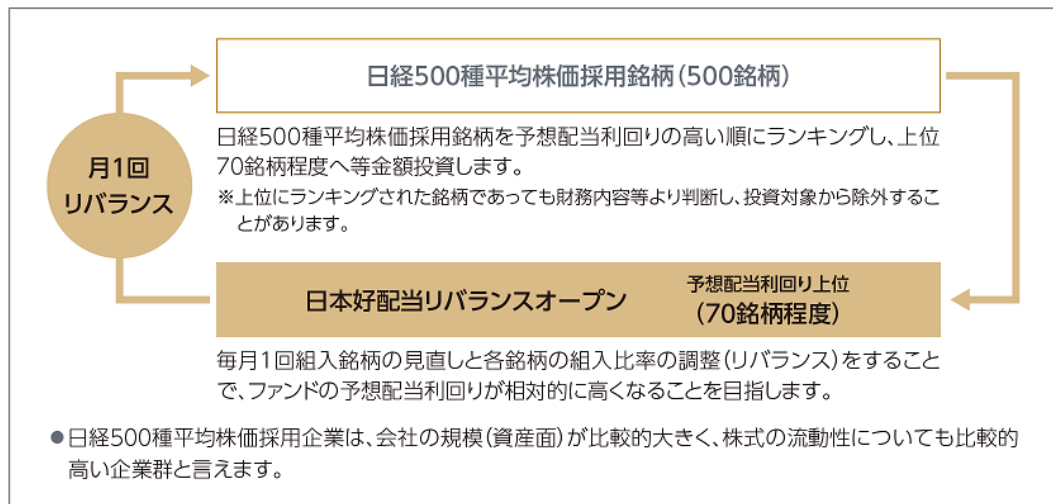 日経500種平均株価採用銘柄(500銘柄)
日経500種平均株価採用銘柄を予想配当利回りの高い順にランキングし、上位
70銘柄程度へ等金額投資します。
※上位にランキングされた銘柄であっても財務内容等より判断し、投資対象から除外するこ
とがあります。
月1回
リバランス
日本好配当リバランスオープン
予想配当利回り上位
(70銘柄程度)
毎月1回組入銘柄の見直しと各銘柄の組入比率の調整(リバランス)をすること
で、ファンドの予想配当利回りが相対的に高くなることを目指します。
●日経500種平均株価採用企業は、会社の規模(資産面)が比較的大きく、株式の流動性についても比較的
高い企業群と言えます。